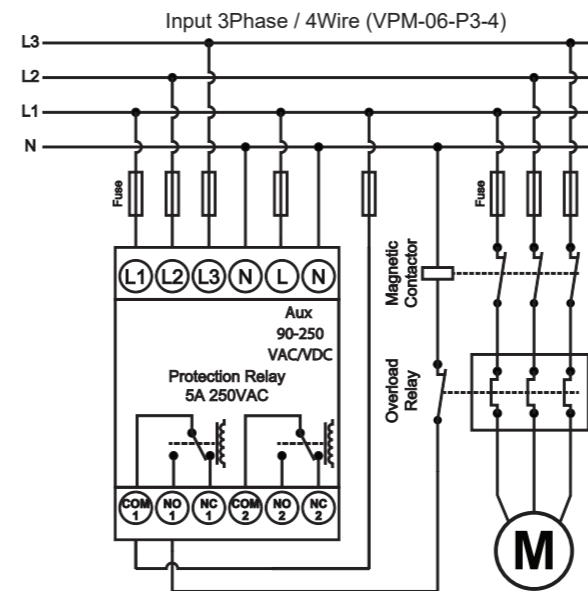 Input 3Phase / 4Wire (VPM-06-P3-4)
L3
L2
L1
N
Fuse
Fuse
L1 L2 L3 N L N
Aux
90-250
VAC/VDC
Protection Relay
5A 250VAC
Magnetic
Contactor
Overload
Relay
COM
1
NO
1
NC
1
COM
2
NO
2
NC
2
M